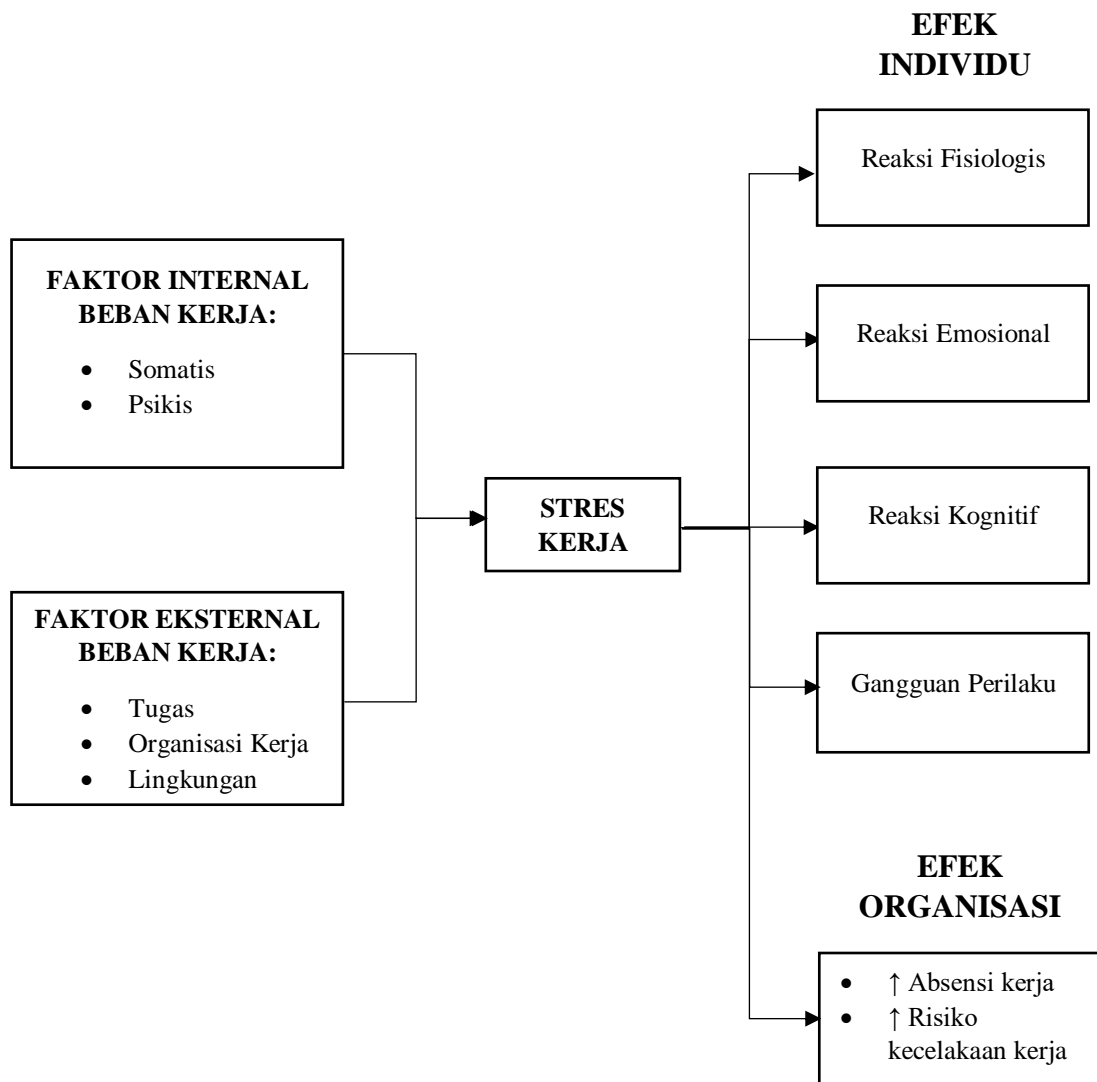 FAKTOR INTERNAL
BEBAN KERJA:
• Somatis
• Psikis
FAKTOR EKSTERNAL
BEBAN KERJA:
• Tugas
• Organisasi Kerja
• Lingkungan
STRES
KERJA
EFEK
INDIVIDU
Reaksi Fisiologis
Reaksi Emosional
Reaksi Kognitif
Gangguan Perilaku
EFEK
ORGANISASI
• ↑ Absensi kerja
• ↑ Risiko
kecelakaan kerja